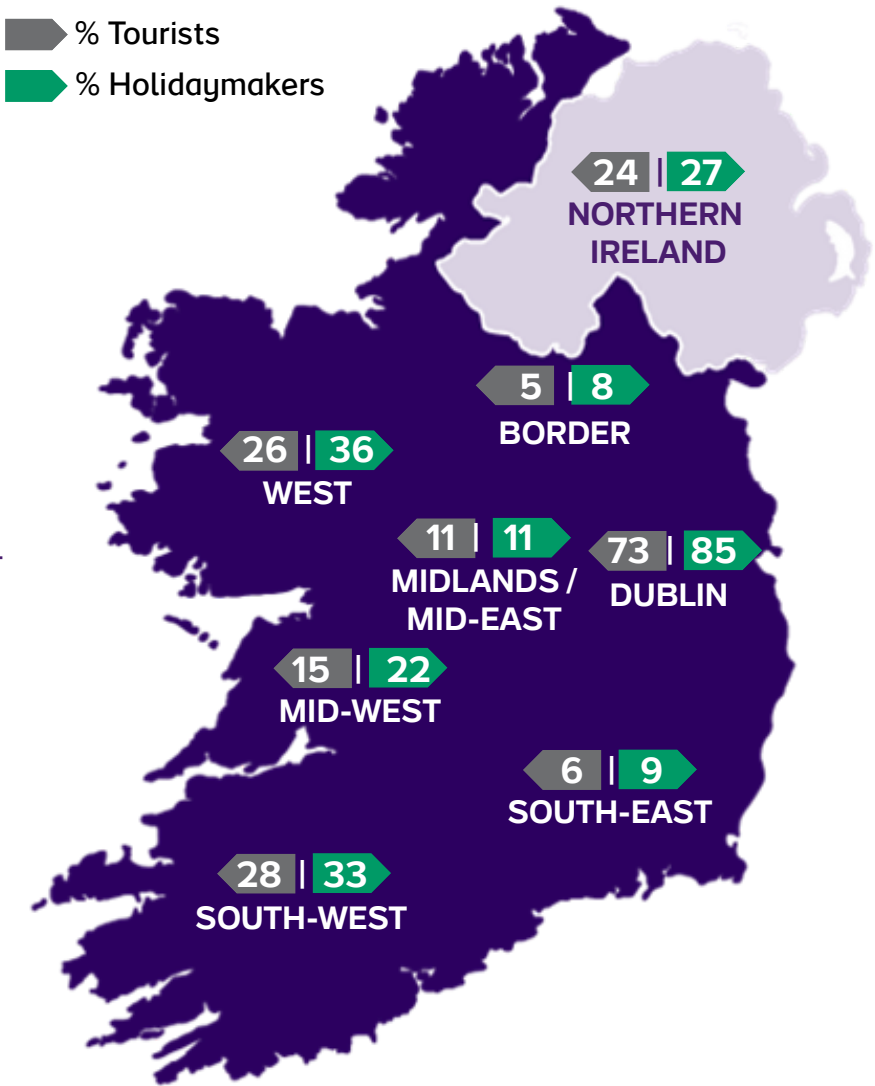 % Tourists
% Holidaymakers
24 | 27
NORTHERN
IRELAND
5 | 8
BORDER
26 | 36
WEST
11 | 11
MIDLANDS /
MID-EAST
73 | 85
DUBLIN
15 | 22
MID-WEST
6 | 9
SOUTH-EAST
28 | 33
SOUTH-WEST